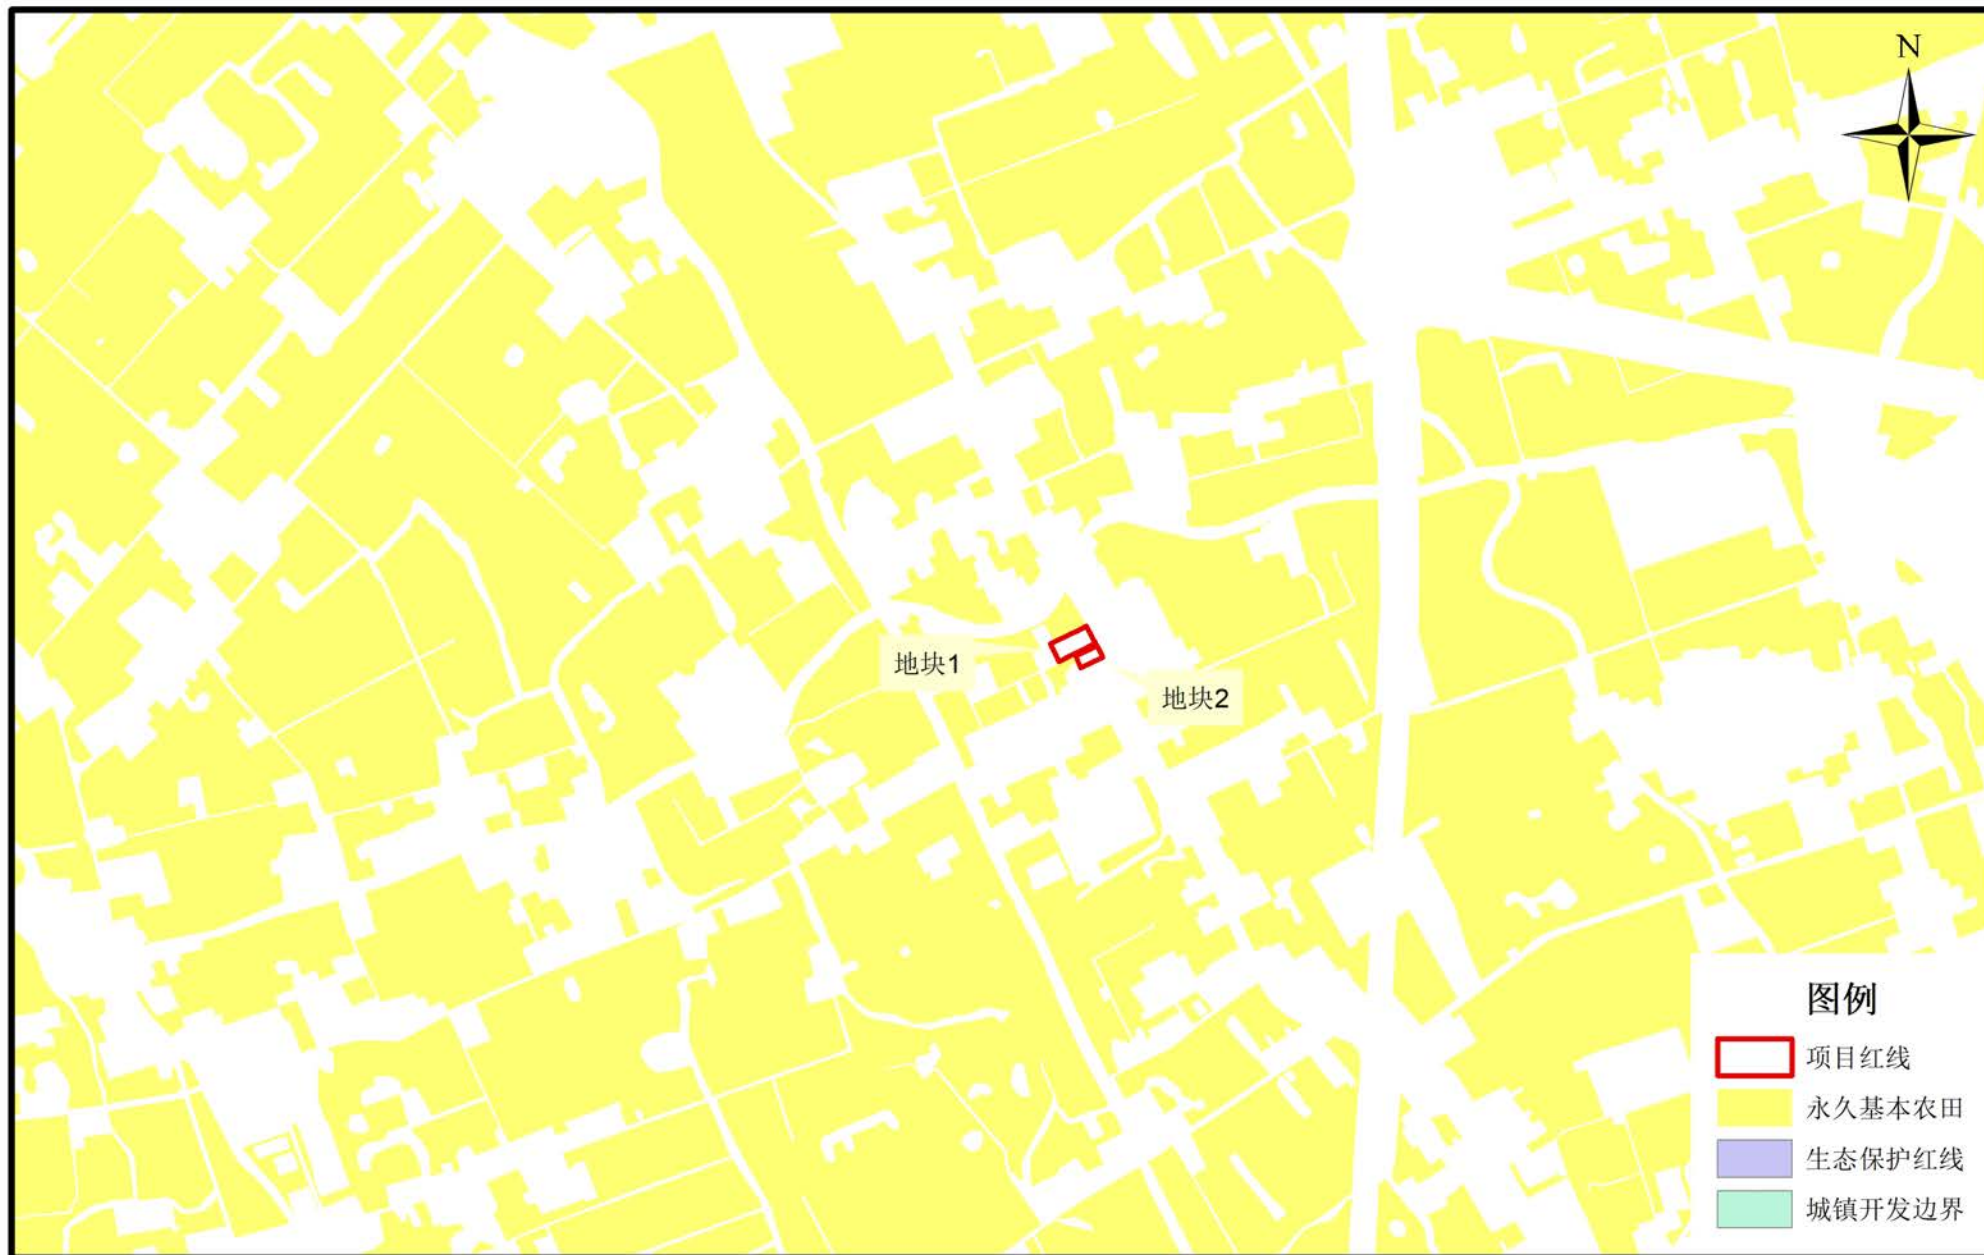 N
地块1
地块2
图例
项目红线
永久基本农田
生态保护红线
城镇开发边界